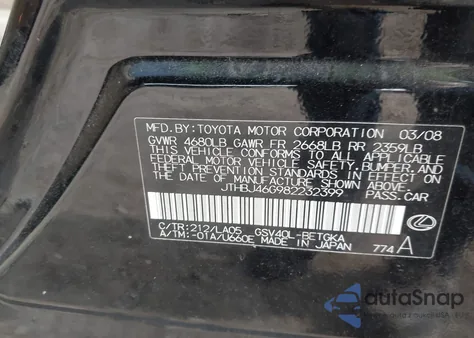 MFD. BY: TOYOTA MOTOR CORPORATION 03/08
GVWR 4680LB GAWR FR 2668LB RR 2359LB
THIS VEHICLE CONFORMS TO ALL APPLICABLE
FEDERAL MOTOR VEHICLE SAFETY, BUMPER, AND
THEFT PREVENTION STANDARDS IN EFFECT ON
THE DATE OF MANUFACTURE SHOWN ABOVE.
JTHBJ46G982232399 PASS.CAR
C/TR:212/LA05 GSV40L-BETGKA
A/TM:-01A/U660E, MADE IN JAPAN 774 A
autoSnap